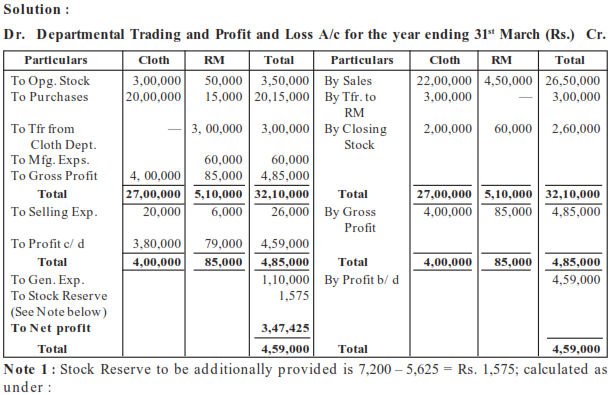 Solution :
Dr. Departmental Trading and Profit and Loss A/c for the year ending 31st March (Rs.) Cr.
Particulars Cloth RM Total Particulars Cloth RM Total
To Opg. Stock 3,00,000 50,000 3,50,000 By Sales 22,00,000 4,50,000 26,50,000
To Purchases 20,00,000 15,000 20,15,000 By Tfr. to 3,00,000 — 3,00,000
RM
To Tfr from — 3, 00,000 3,00,000 By Closing 2,00,000 60,000 2,60,000
Cloth Dept. Stock
To Mfg. Exps. 60,000 60,000
To Gross Profit 4, 00,000 85,000 4,85,000
Total 27,00,000 5,10,000 32,10,000 Total 27,00,000 5,10,000 32,10,000
To Selling Exp. 20,000 6,000 26,000 By Gross 4,00,000 85,000 4,85,000
Profit
To Profit c/ d 3,80,000 79,000 4,59,000
Total 4,00,000 85,000 4,85,000 Total 4,00,000 85,000 4,85,000
To Gen. Exp. 1,10,000 By Profit b/ d 4,59,000
To Stock Reserve 1,575
(See Note below)
To Net profit 3,47,425
Total 4,59,000 Total 4,59,000
Note 1 : Stock Reserve to be additionally provided is 7,200 – 5,625 = Rs. 1,575; calculated as
under :